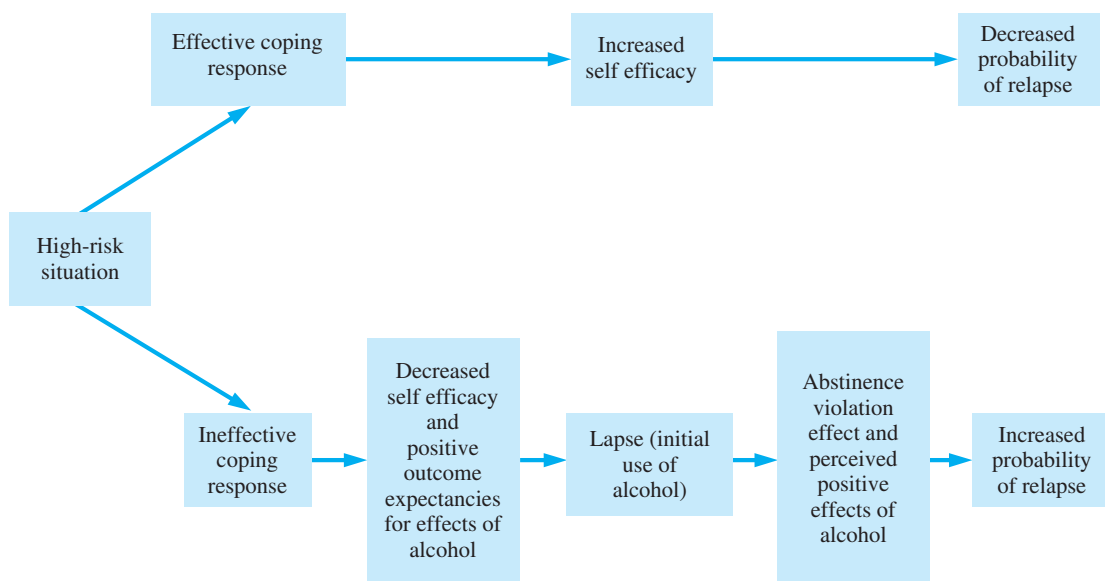 Effective coping
response
Increased
self efficacy
Decreased
probability
of relapse
High-risk
situation
Ineffective
coping
response
Decreased
self efficacy
and
positive
outcome
expectancies
for effects of
alcohol
Lapse (initial
use of
alcohol)
Abstinence
violation
effect and
perceived
positive
effects of
alcohol
Increased
probability
of relapse